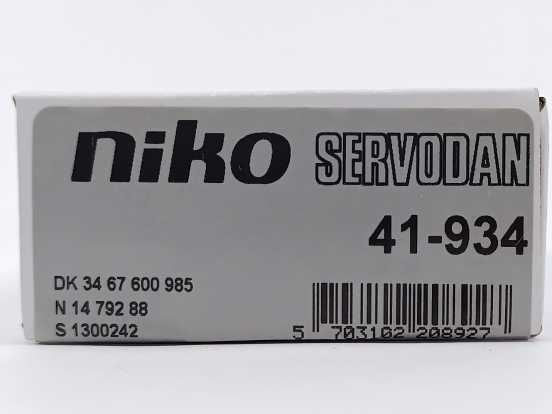 niko SERVODAN
41-934
DK 34 67 600 985
N 14 792 88
S 1300242
5 703102 208927